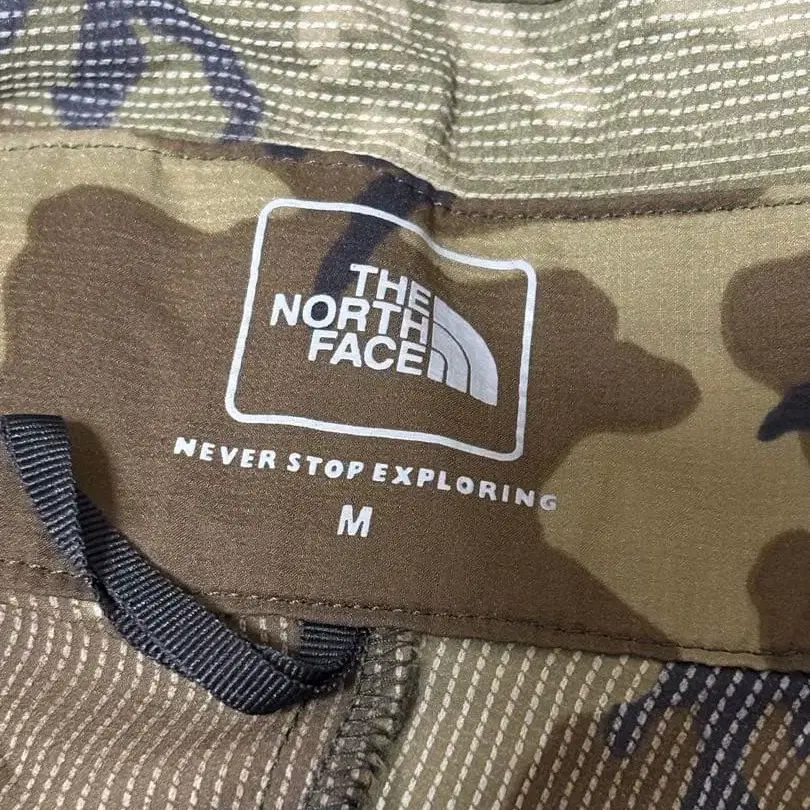 THE
NORTH
FACE
NEVER STOP EXPLORING
M